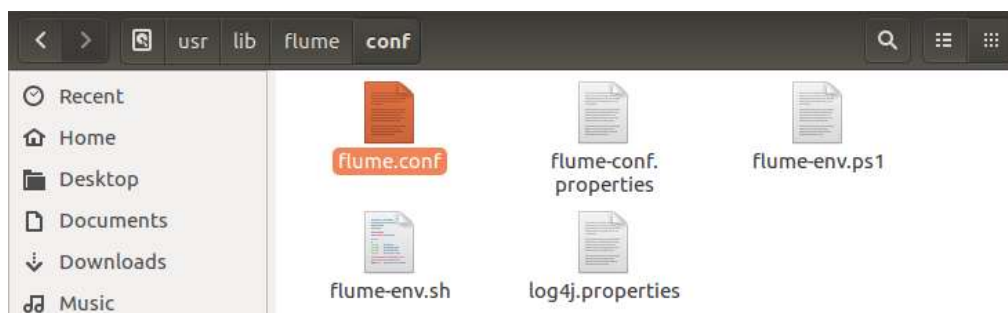 usr lib flume conf
Recent
Home
Desktop
Documents
Downloads
Music
flume.conf
flume-conf.
properties
flume-env.ps1
flume-env.sh
log4j.properties